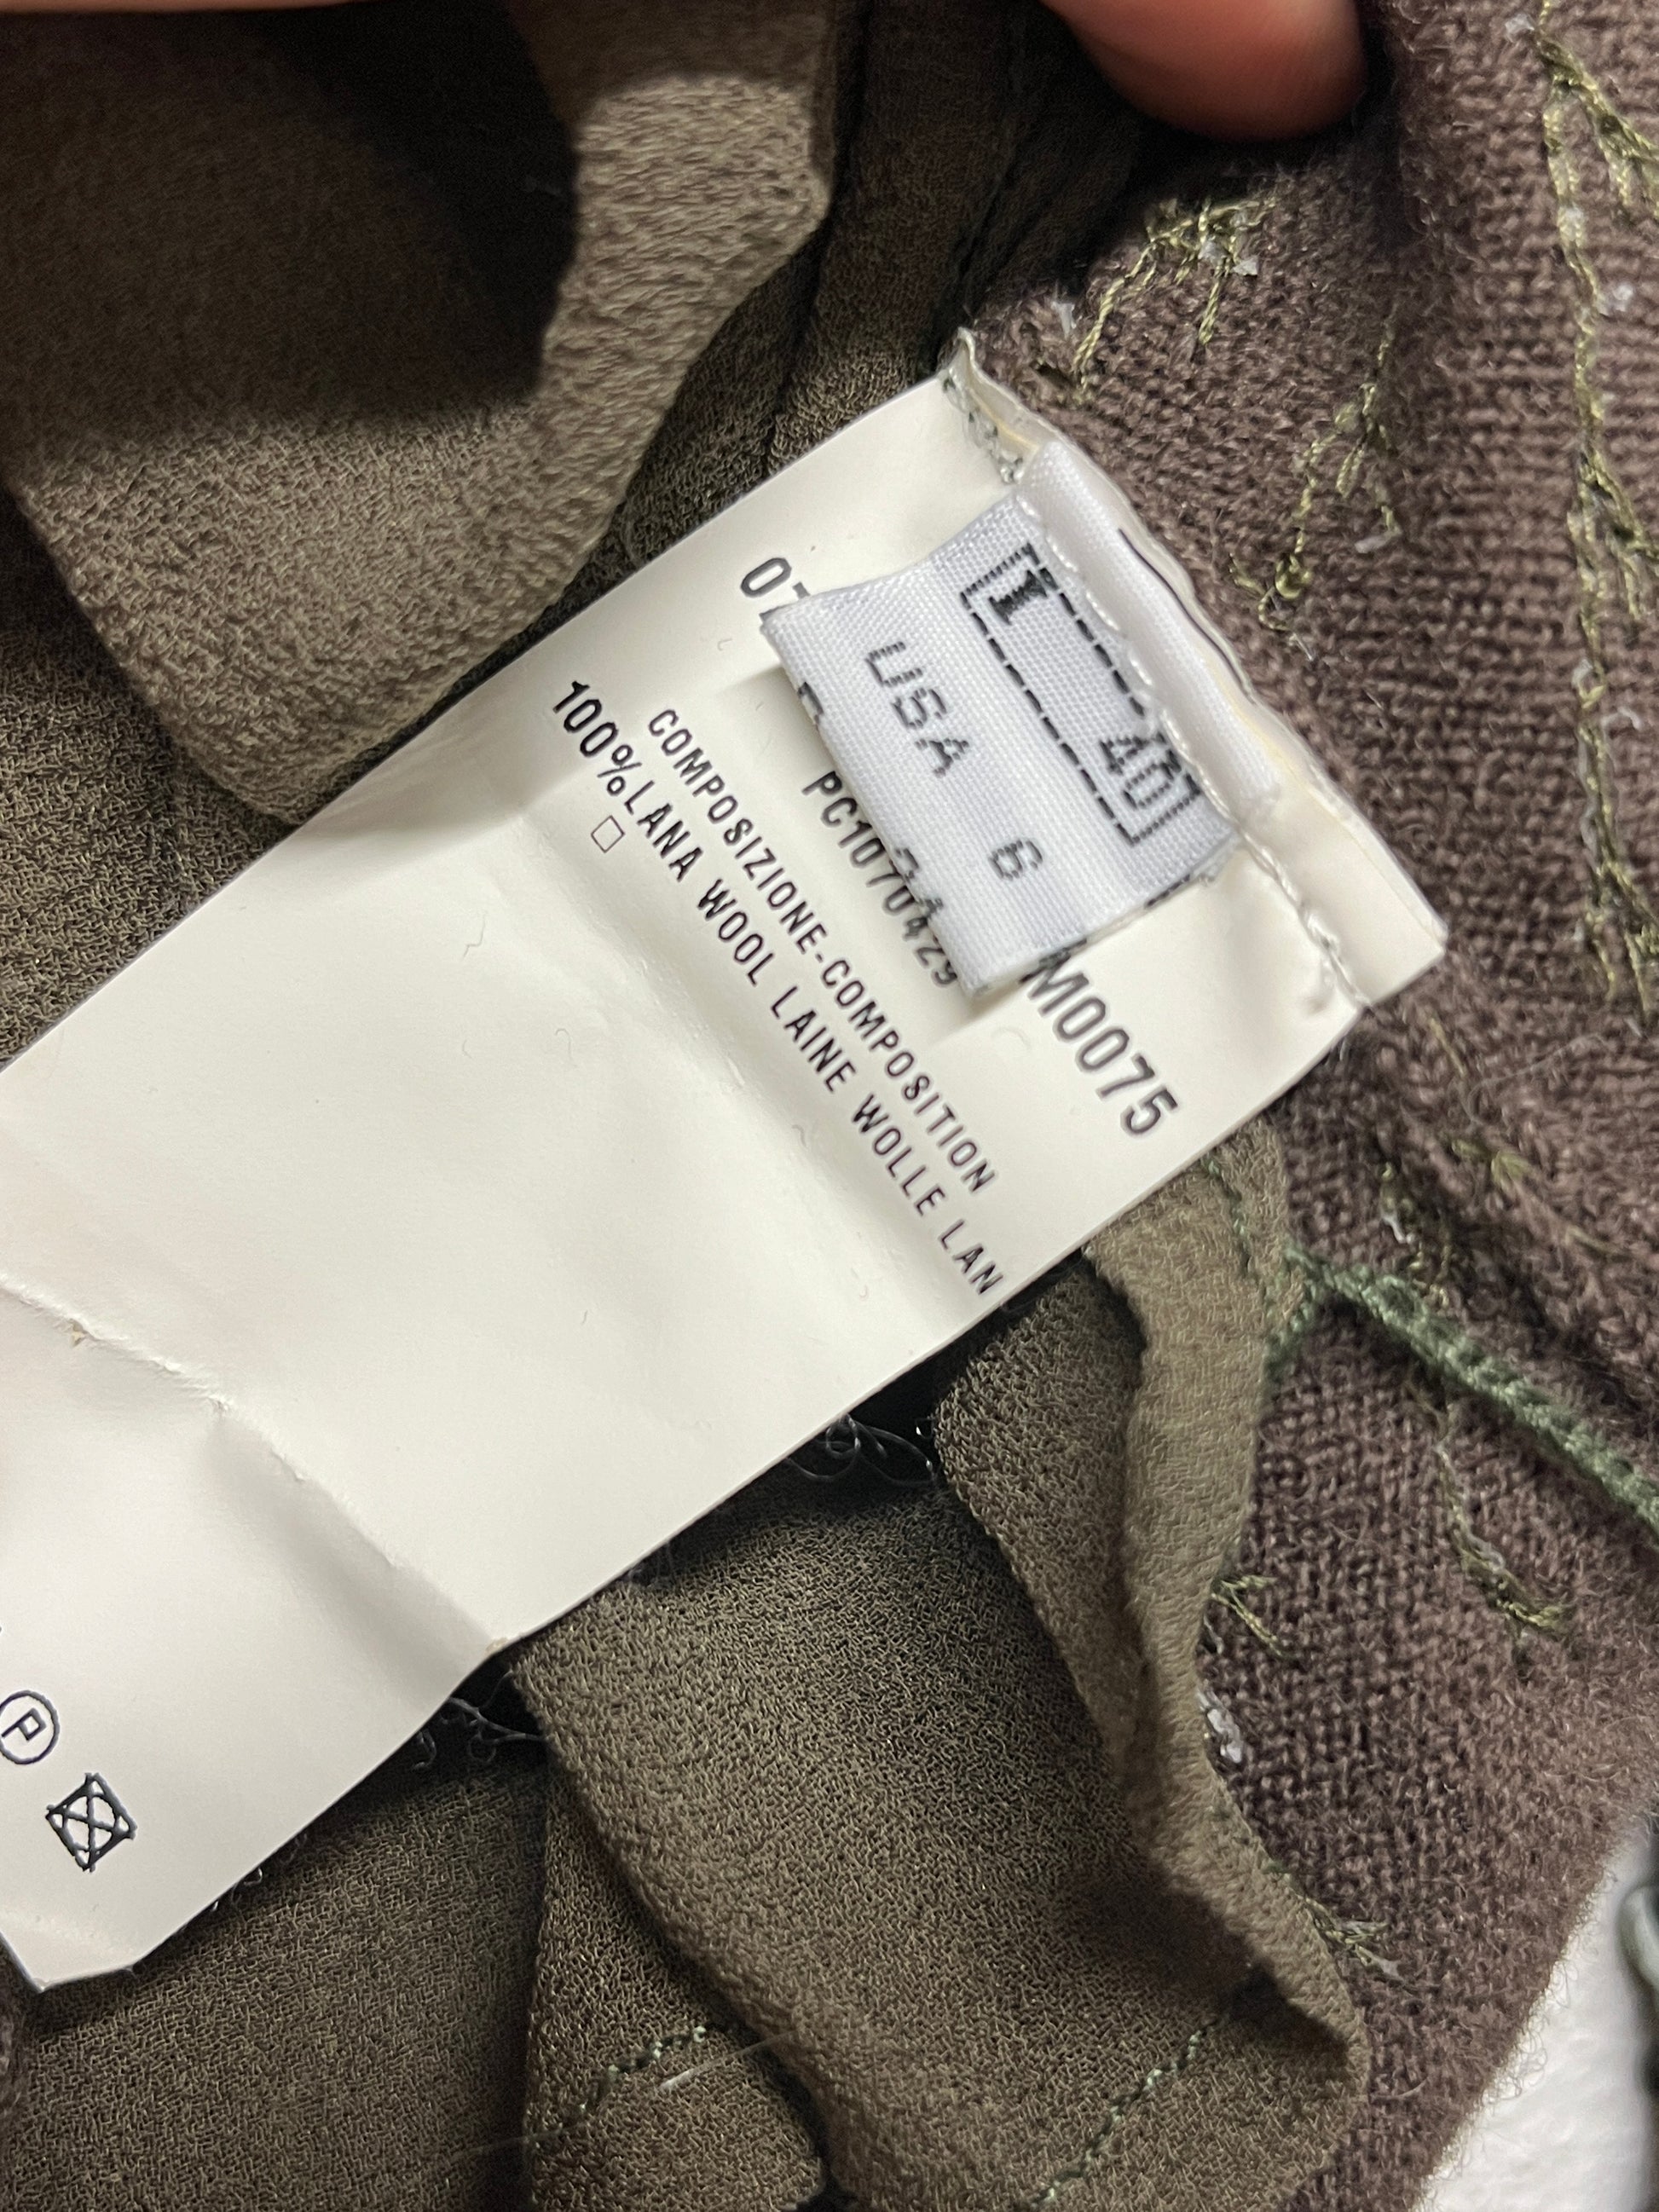 I 40
USA 6
M0075
PC1070429
COMPOSIZIONE-COMPOSITION
100%LANA WOOL LAINE WOLLE LAN
P